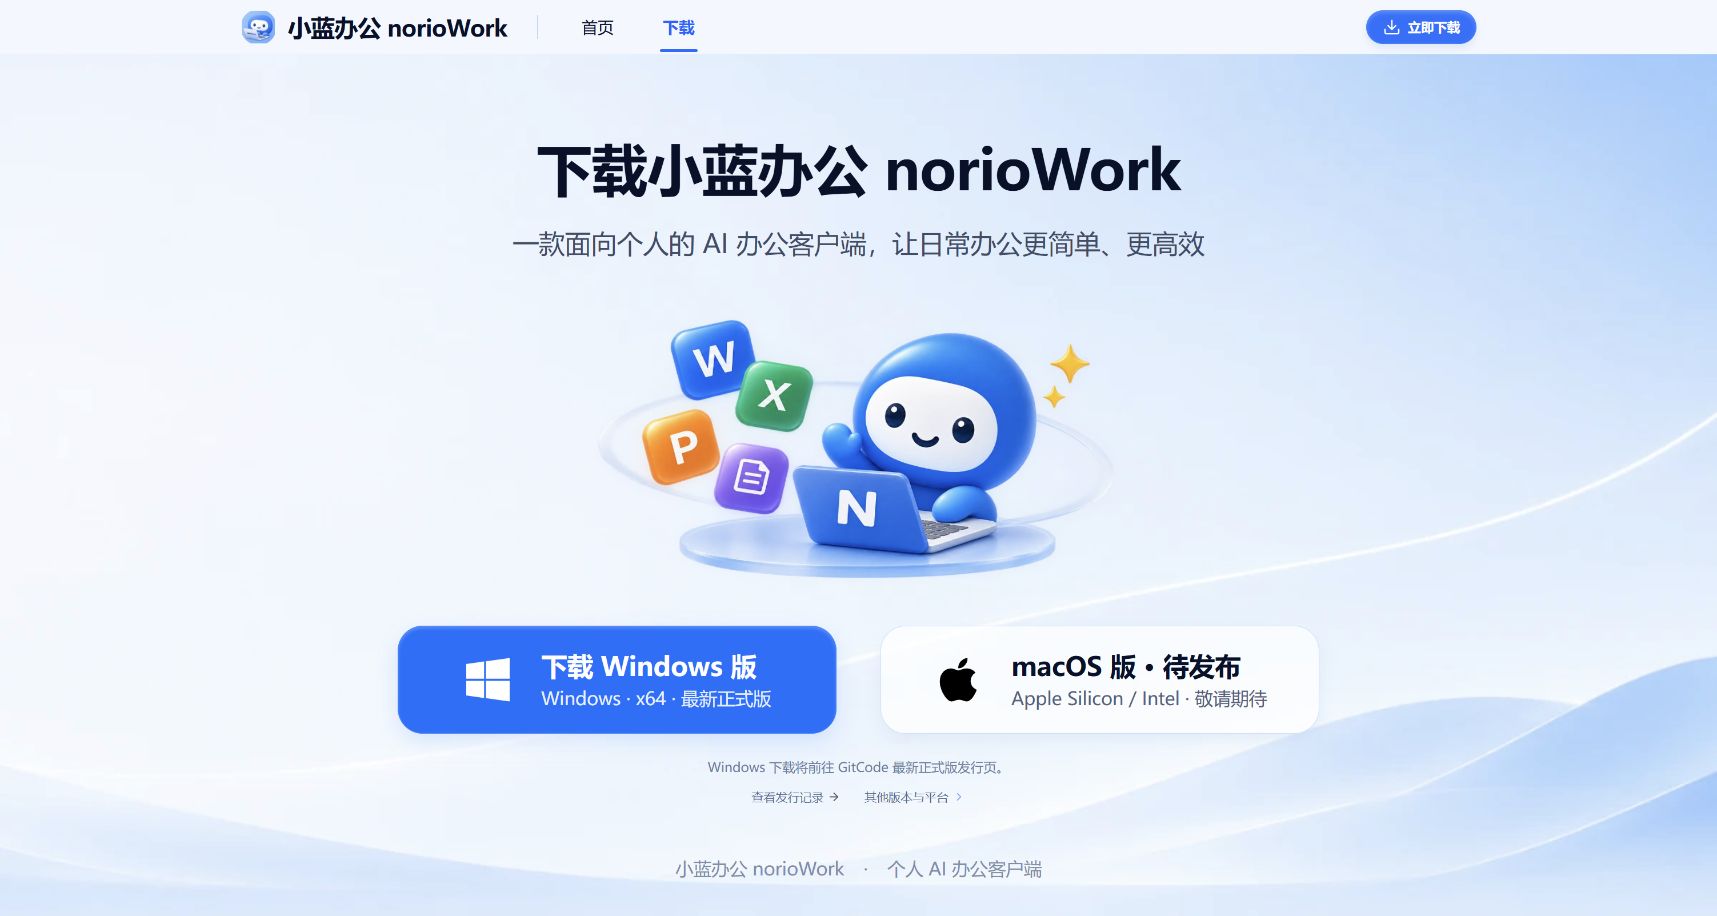 小蓝办公 norioWork
首页
下载
立即下载
下载小蓝办公 norioWork
一款面向个人的 AI 办公客户端，让日常办公更简单、更高效
W
X
P
N
下载 Windows 版
Windows · x64 · 最新正式版
macOS 版 · 待发布
Apple Silicon / Intel · 敬请期待
Windows 下载将前往 GitCode 最新正式版发行页。
查看发行记录 →
其他版本与平台 >
小蓝办公 norioWork · 个人 AI 办公客户端